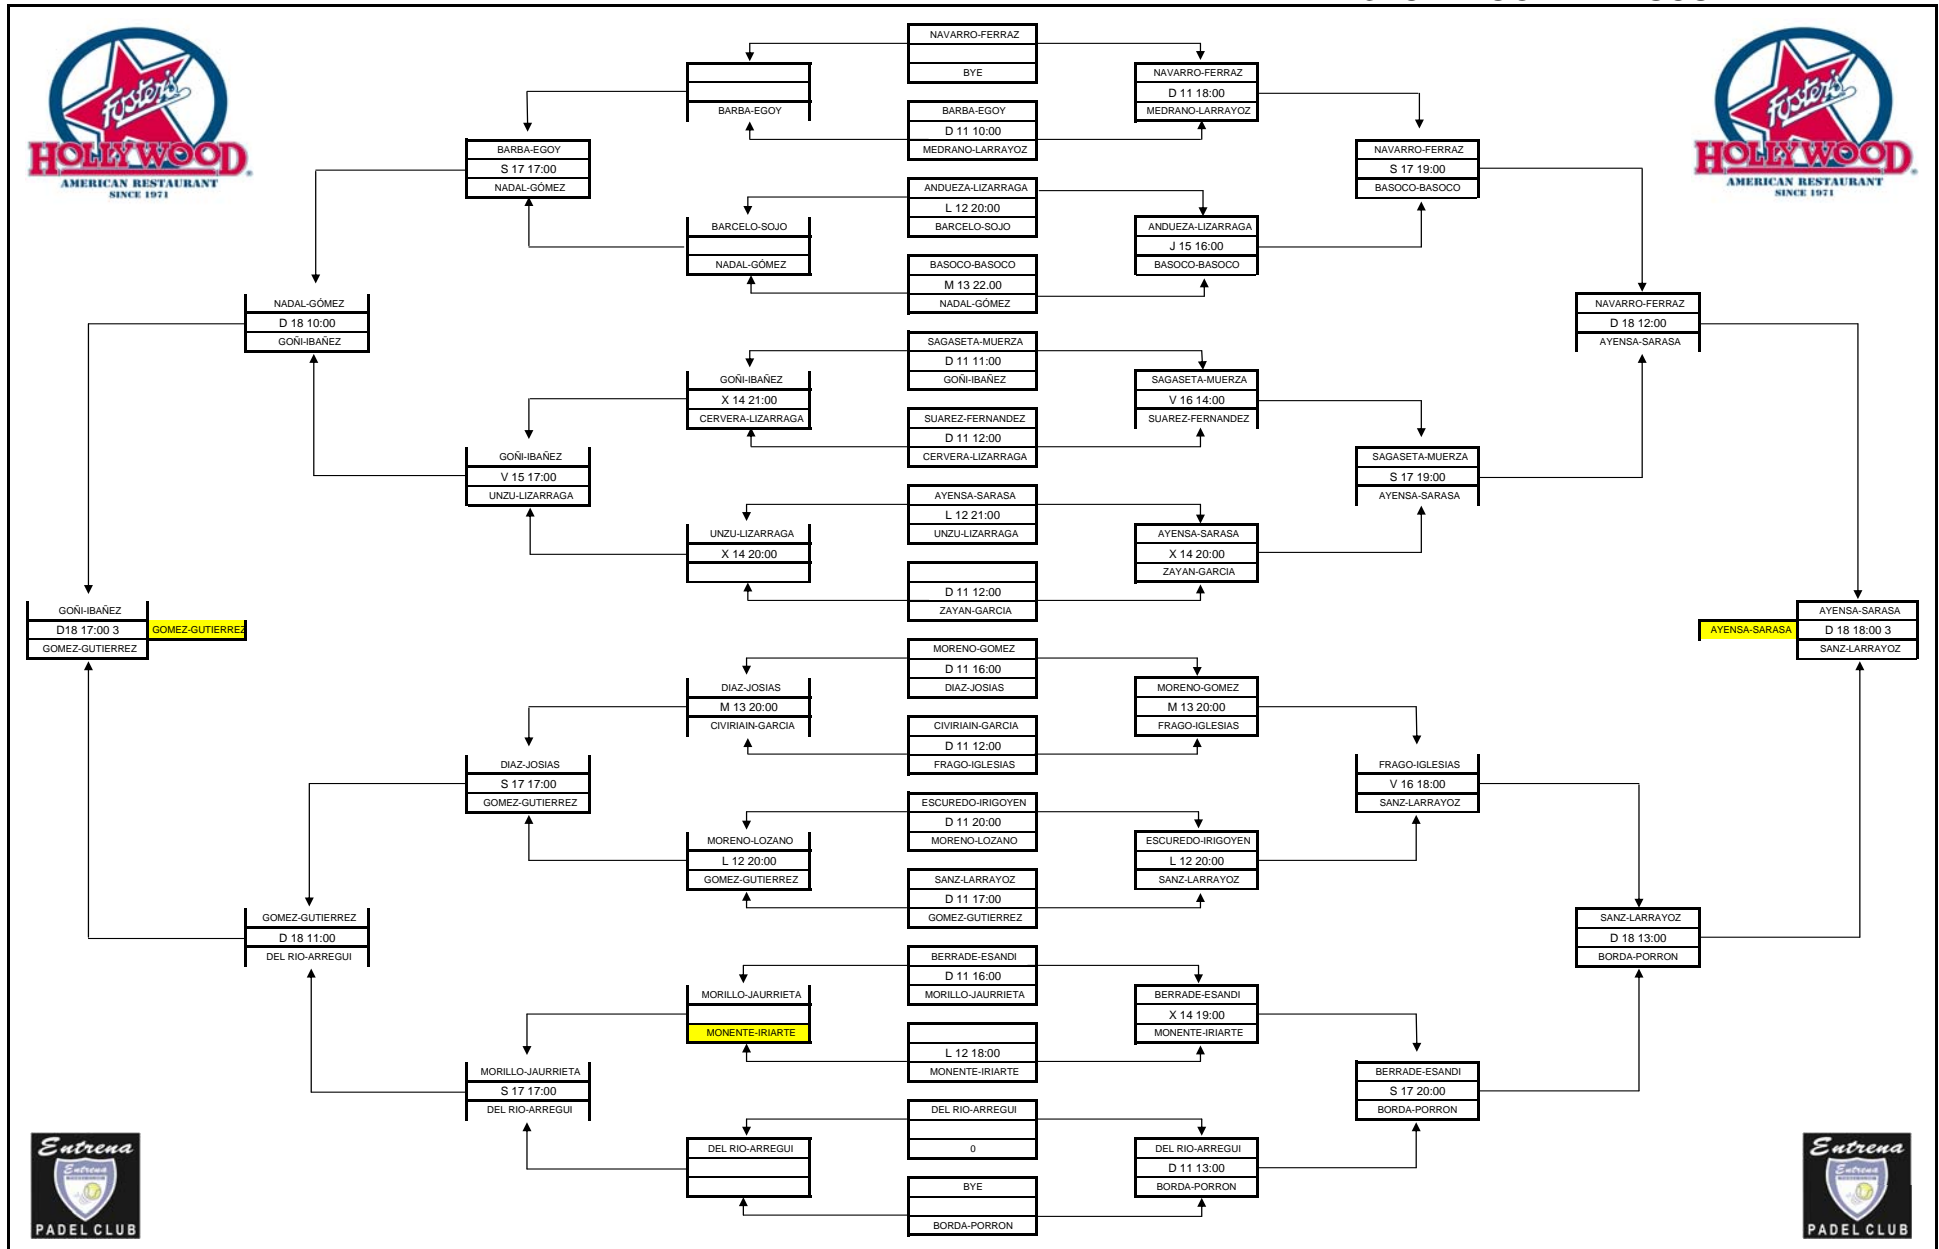 Foster's
HOLLYWOOD
AMERICAN RESTAURANT
SINCE 1971
Foster's
HOLLYWOOD
AMERICAN RESTAURANT
SINCE 1971
GOÑI-IBAÑEZ
D18 17:00 3
GOMEZ-GUTIERREZ
GOMEZ-GUTIERREZ
NADAL-GÓMEZ
D 18 10:00
GOÑI-IBAÑEZ
GOMEZ-GUTIERREZ
D 18 11:00
DEL RIO-ARREGUI
BARBA-EGOY
S 17 17:00
NADAL-GÓMEZ
GOÑI-IBAÑEZ
V 15 17:00
UNZU-LIZARRAGA
DIAZ-JOSIAS
S 17 17:00
GOMEZ-GUTIERREZ
MORILLO-JAURRIETA
S 17 17:00
DEL RIO-ARREGUI
BARBA-EGOY
BARCELO-SOJO
NADAL-GÓMEZ
GOÑI-IBAÑEZ
X 14 21:00
CERVERA-LIZARRAGA
UNZU-LIZARRAGA
X 14 20:00
DIAZ-JOSIAS
M 13 20:00
CIVIRIAIN-GARCIA
MORENO-LOZANO
L 12 20:00
GOMEZ-GUTIERREZ
MORILLO-JAURRIETA
MONENTE-IRIARTE
DEL RIO-ARREGUI
NAVARRO-FERRAZ
BYE
BARBA-EGOY
D 11 10:00
MEDRANO-LARRAYOZ
ANDUEZA-LIZARRAGA
L 12 20:00
BARCELO-SOJO
BASOCO-BASOCO
M 13 22.00
NADAL-GÓMEZ
SAGASETA-MUERZA
D 11 11:00
GOÑI-IBAÑEZ
SUAREZ-FERNANDEZ
D 11 12:00
CERVERA-LIZARRAGA
AYENSA-SARASA
L 12 21:00
UNZU-LIZARRAGA
D 11 12:00
ZAYAN-GARCIA
MORENO-GOMEZ
D 11 16:00
DIAZ-JOSIAS
CIVIRIAIN-GARCIA
D 11 12:00
FRAGO-IGLESIAS
ESCUREDO-IRIGOYEN
D 11 20:00
MORENO-LOZANO
SANZ-LARRAYOZ
D 11 17:00
GOMEZ-GUTIERREZ
BERRADE-ESANDI
D 11 16:00
MORILLO-JAURRIETA
L 12 18:00
MONENTE-IRIARTE
DEL RIO-ARREGUI
0
BYE
BORDA-PORRON
NAVARRO-FERRAZ
D 11 18:00
MEDRANO-LARRAYOZ
ANDUEZA-LIZARRAGA
J 15 16:00
BASOCO-BASOCO
SAGASETA-MUERZA
V 16 14:00
SUAREZ-FERNANDEZ
AYENSA-SARASA
X 14 20:00
ZAYAN-GARCIA
MORENO-GOMEZ
M 13 20:00
FRAGO-IGLESIAS
ESCUREDO-IRIGOYEN
L 12 20:00
SANZ-LARRAYOZ
BERRADE-ESANDI
X 14 19:00
MONENTE-IRIARTE
DEL RIO-ARREGUI
D 11 13:00
BORDA-PORRON
NAVARRO-FERRAZ
S 17 19:00
BASOCO-BASOCO
SAGASETA-MUERZA
S 17 19:00
AYENSA-SARASA
FRAGO-IGLESIAS
V 16 18:00
SANZ-LARRAYOZ
BERRADE-ESANDI
S 17 20:00
BORDA-PORRON
NAVARRO-FERRAZ
D 18 12:00
AYENSA-SARASA
SANZ-LARRAYOZ
D 18 13:00
BORDA-PORRON
AYENSA-SARASA
AYENSA-SARASA
D 18 18:00 3
SANZ-LARRAYOZ
Entrena
Entrena
PADEL CLUB
Entrena
Entrena
PADEL CLUB